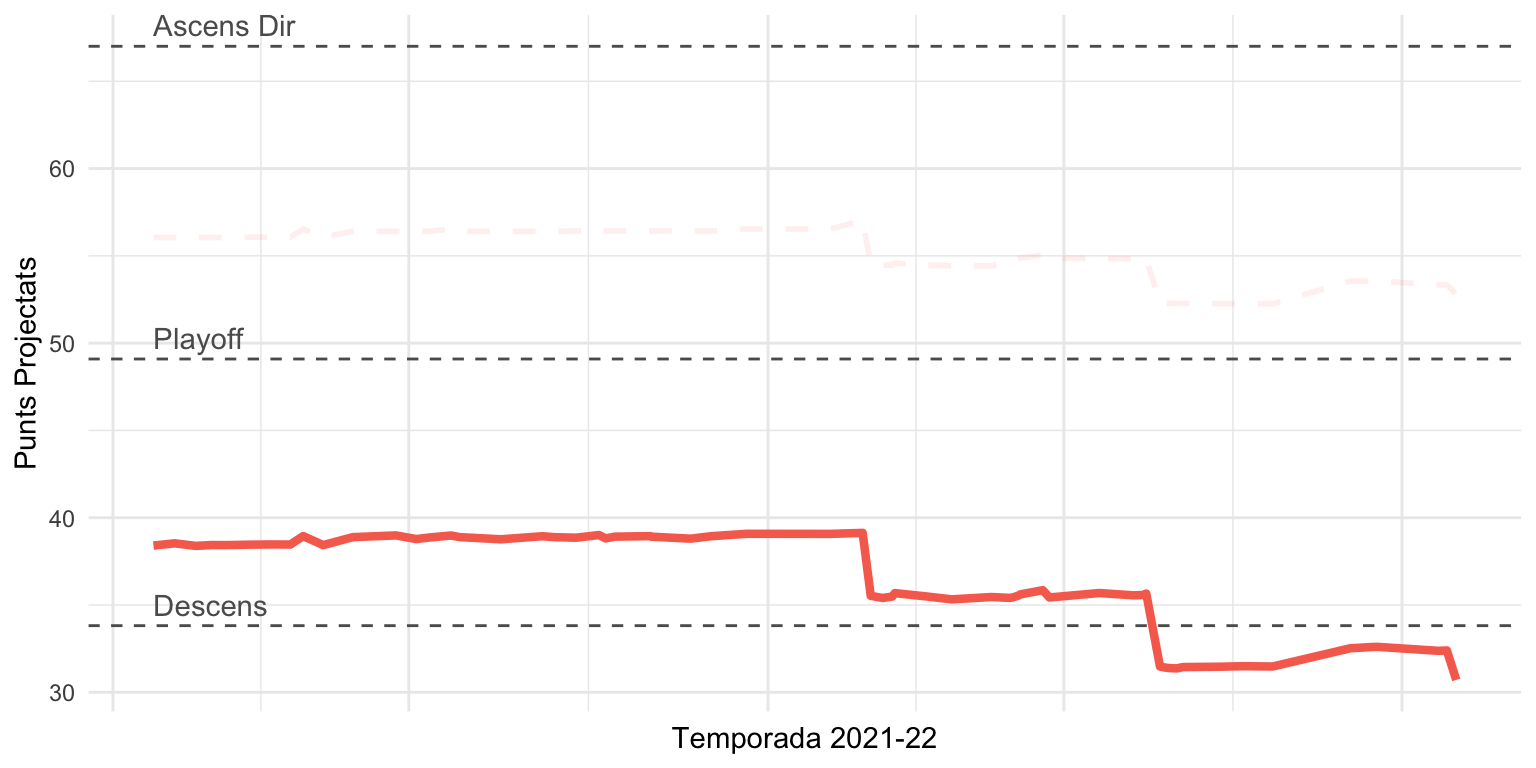 Ascens Dir
60
Playoff
50
40
Descens
30
Punts Projectats
Temporada 2021-22